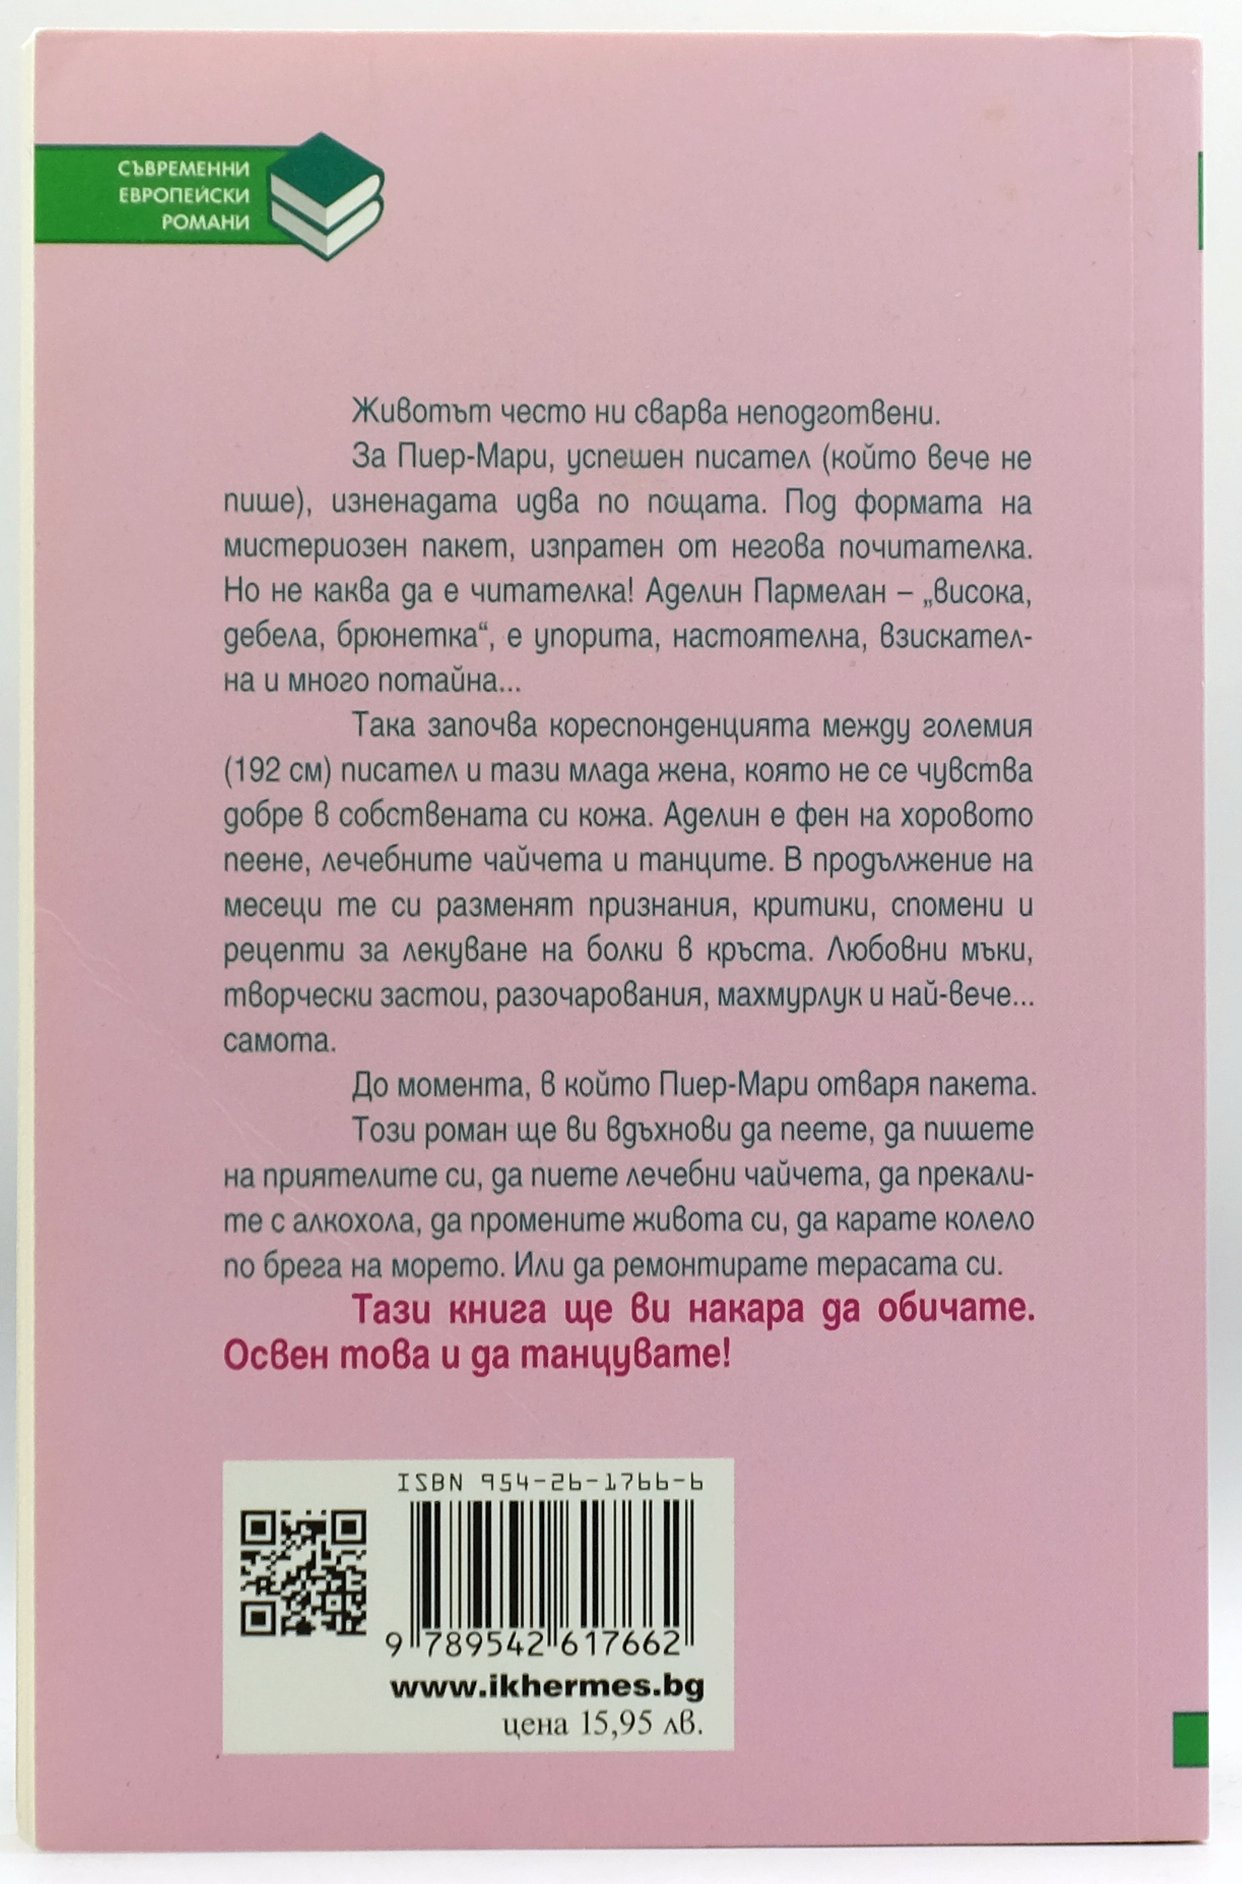 СЪВРЕМЕННИ
ЕВРОПЕЙСКИ
РОМАНИ
Животът често ни сварва неподготвени.
За Пиер-Мари, успешен писател (който вече не
пише), изненадата идва по пощата. Под формата на
мистериозен пакет, изпратен от негова почитателка.
Но не каква да е читателка! Аделин Пармелан – „висока,
дебела, брюнетка“, е упорита, настоятелна, взискател-
на и много потайна...
Така започва кореспонденцията между големия
(192 см) писател и тази млада жена, която не се чувства
добре в собствената си кожа. Аделин е фен на хоровото
пеене, лечебните чайчета и танците. В продължение на
месеци те си разменят признания, критики, спомени и
рецепти за лекуване на болки в кръста. Любовни мъки,
творчески застои, разочарования, махмурлук и най-вече...
самота.
До момента, в който Пиер-Мари отваря пакета.
Този роман ще ви вдъхнови да пеете, да пишете
на приятелите си, да пиете лечебни чайчета, да прекали-
те с алкохола, да промените живота си, да карате колело
по брега на морето. Или да ремонтирате терасата си.
Тази книга ще ви накара да обичате.
Освен това и да танцувате!
ISBN 954-26-1766-6
9 789542 617662
www.ikhermes.bg
цена 15,95 лв.